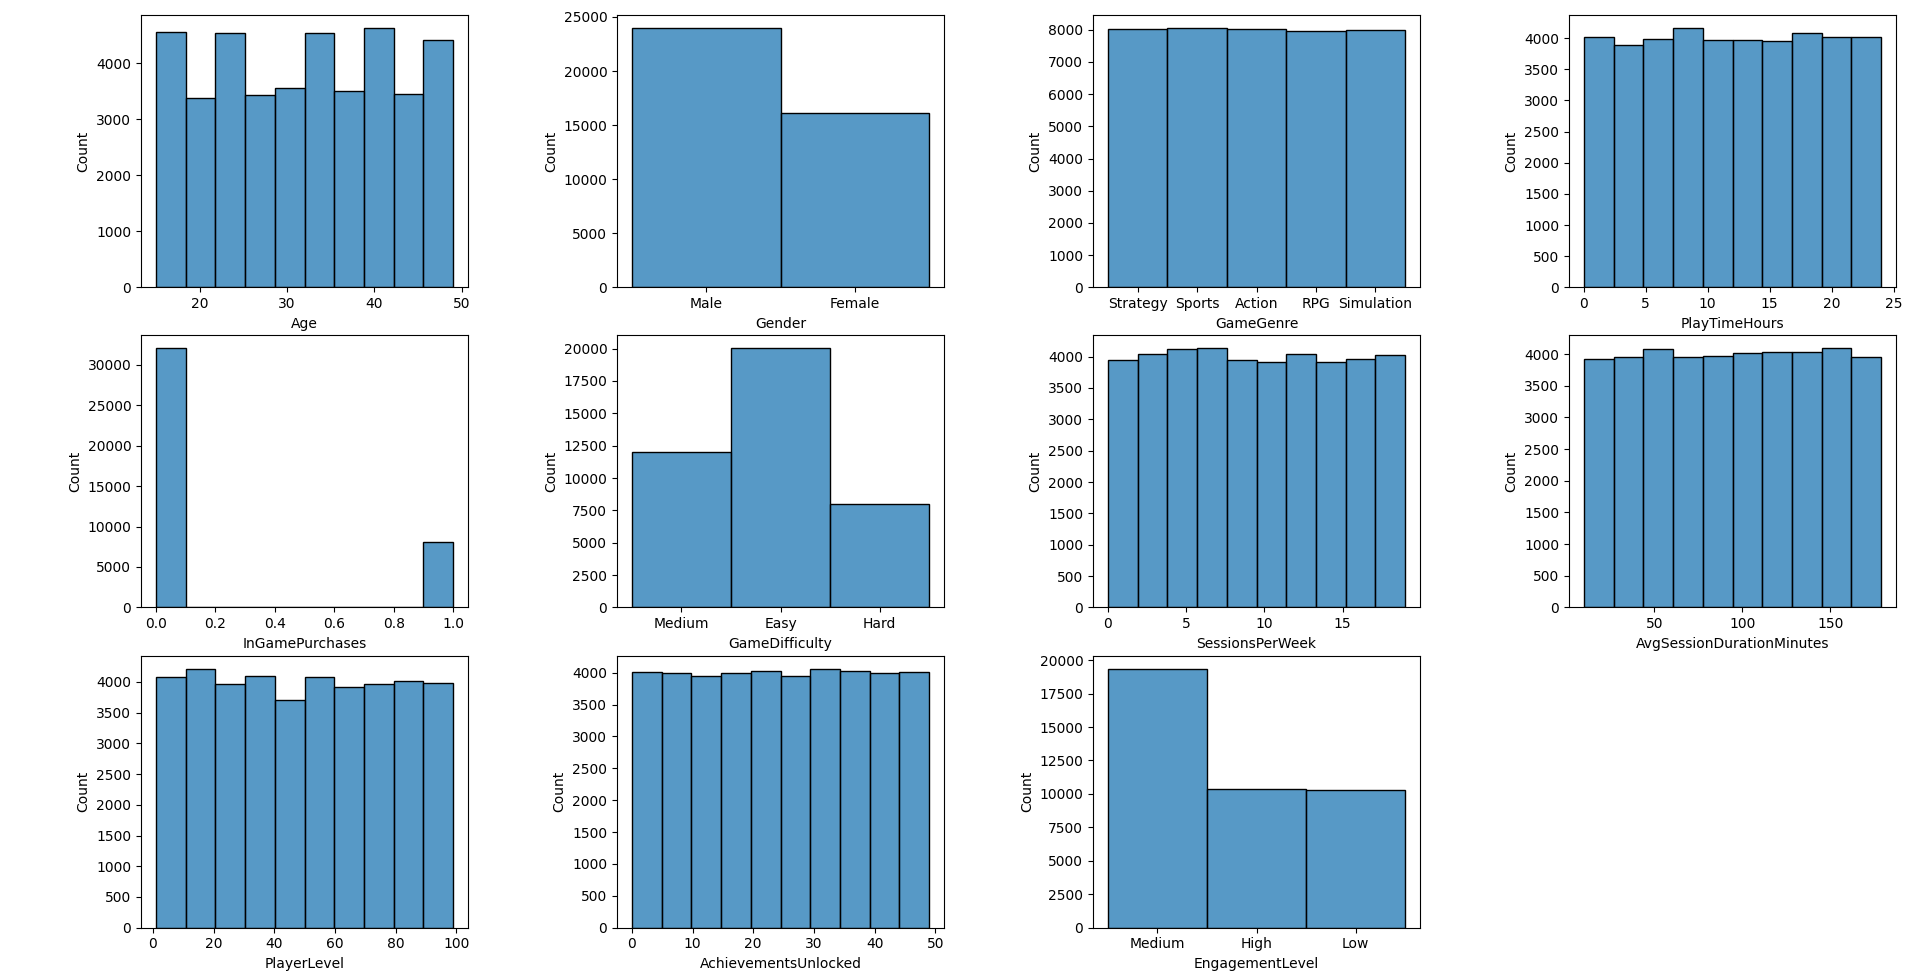 4000
3000
2000
1000
0
Count
20 30 40 50
Age
25000
20000
15000
10000
5000
0
Count
Male Female
Gender
8000
7000
6000
5000
4000
3000
2000
1000
0
Count
Strategy Sports Action RPG Simulation
GameGenre
4000
3500
3000
2500
2000
1500
1000
500
0
Count
0 5 10 15 20 25
PlayTimeHours
30000
25000
20000
15000
10000
5000
0
Count
0.0 0.2 0.4 0.6 0.8 1.0
InGamePurchases
20000
17500
15000
12500
10000
7500
5000
2500
0
Count
Medium Easy Hard
GameDifficulty
4000
3500
3000
2500
2000
1500
1000
500
0
Count
0 5 10 15
SessionsPerWeek
4000
3500
3000
2500
2000
1500
1000
500
0
Count
50 100 150
AvgSessionDurationMinutes
4000
3500
3000
2500
2000
1500
1000
500
0
Count
0 20 40 60 80 100
PlayerLevel
4000
3500
3000
2500
2000
1500
1000
500
0
Count
0 10 20 30 40 50
AchievementsUnlocked
20000
17500
15000
12500
10000
7500
5000
2500
0
Count
Medium High Low
EngagementLevel